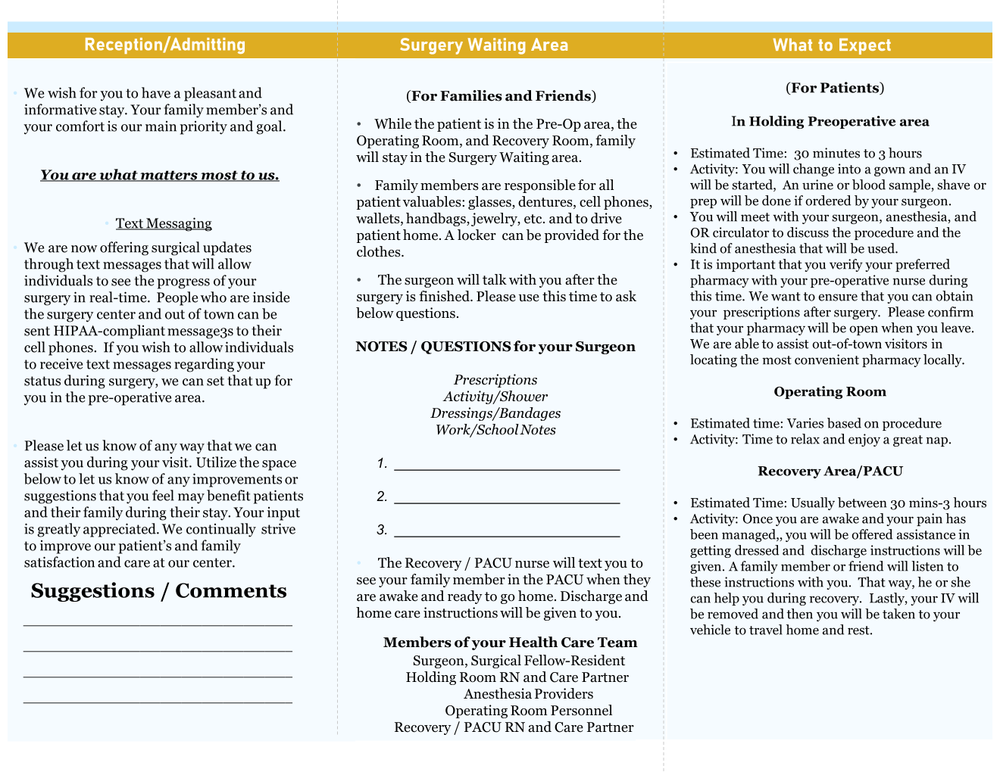 Reception/Admitting
• We wish for you to have a pleasant and
informative stay. Your family member's and
your comfort is our main priority and goal.
You are what matters most to us.
• Text Messaging
• We are now offering surgical updates
through text messages that will allow
individuals to see the progress of your
surgery in real-time. People who are inside
the surgery center and out of town can be
sent HIPAA-compliant message3s to their
cell phones. If you wish to allow individuals
to receive text messages regarding your
status during surgery, we can set that up for
you in the pre-operative area.
• Please let us know of any way that we can
assist you during your visit. Utilize the space
below to let us know of any improvements or
suggestions that you feel may benefit patients
and their family during their stay. Your input
is greatly appreciated. We continually strive
to improve our patient's and family
satisfaction and care at our center.
Suggestions / Comments
Surgery Waiting Area
(For Families and Friends)
• While the patient is in the Pre-Op area, the
Operating Room, and Recovery Room, family
will stay in the Surgery Waiting area.
• Family members are responsible for all
patient valuables: glasses, dentures, cell phones,
wallets, handbags, jewelry, etc. and to drive
patient home. A locker can be provided for the
clothes.
• The surgeon will talk with you after the
surgery is finished. Please use this time to ask
below questions.
NOTES / QUESTIONS for your Surgeon
Prescriptions
Activity/Shower
Dressings/Bandages
Work/School Notes
1.
2.
3.
• The Recovery / PACU nurse will text you to
see your family member in the PACU when they
are awake and ready to go home. Discharge and
home care instructions will be given to you.
Members of your Health Care Team
Surgeon, Surgical Fellow-Resident
Holding Room RN and Care Partner
Anesthesia Providers
Operating Room Personnel
Recovery / PACU RN and Care Partner
What to Expect
(For Patients)
In Holding Preoperative area
• Estimated Time: 30 minutes to 3 hours
• Activity: You will change into a gown and an IV
will be started, An urine or blood sample, shave or
prep will be done if ordered by your surgeon.
• You will meet with your surgeon, anesthesia, and
OR circulator to discuss the procedure and the
kind of anesthesia that will be used.
• It is important that you verify your preferred
pharmacy with your pre-operative nurse during
this time. We want to ensure that you can obtain
your prescriptions after surgery. Please confirm
that your pharmacy will be open when you leave.
We are able to assist out-of-town visitors in
locating the most convenient pharmacy locally.
Operating Room
• Estimated time: Varies based on procedure
• Activity: Time to relax and enjoy a great nap.
Recovery Area/PACU
• Estimated Time: Usually between 30 mins-3 hours
• Activity: Once you are awake and your pain has
been managed,, you will be offered assistance in
getting dressed and discharge instructions will be
given. A family member or friend will listen to
these instructions with you. That way, he or she
can help you during recovery. Lastly, your IV will
be removed and then you will be taken to your
vehicle to travel home and rest.